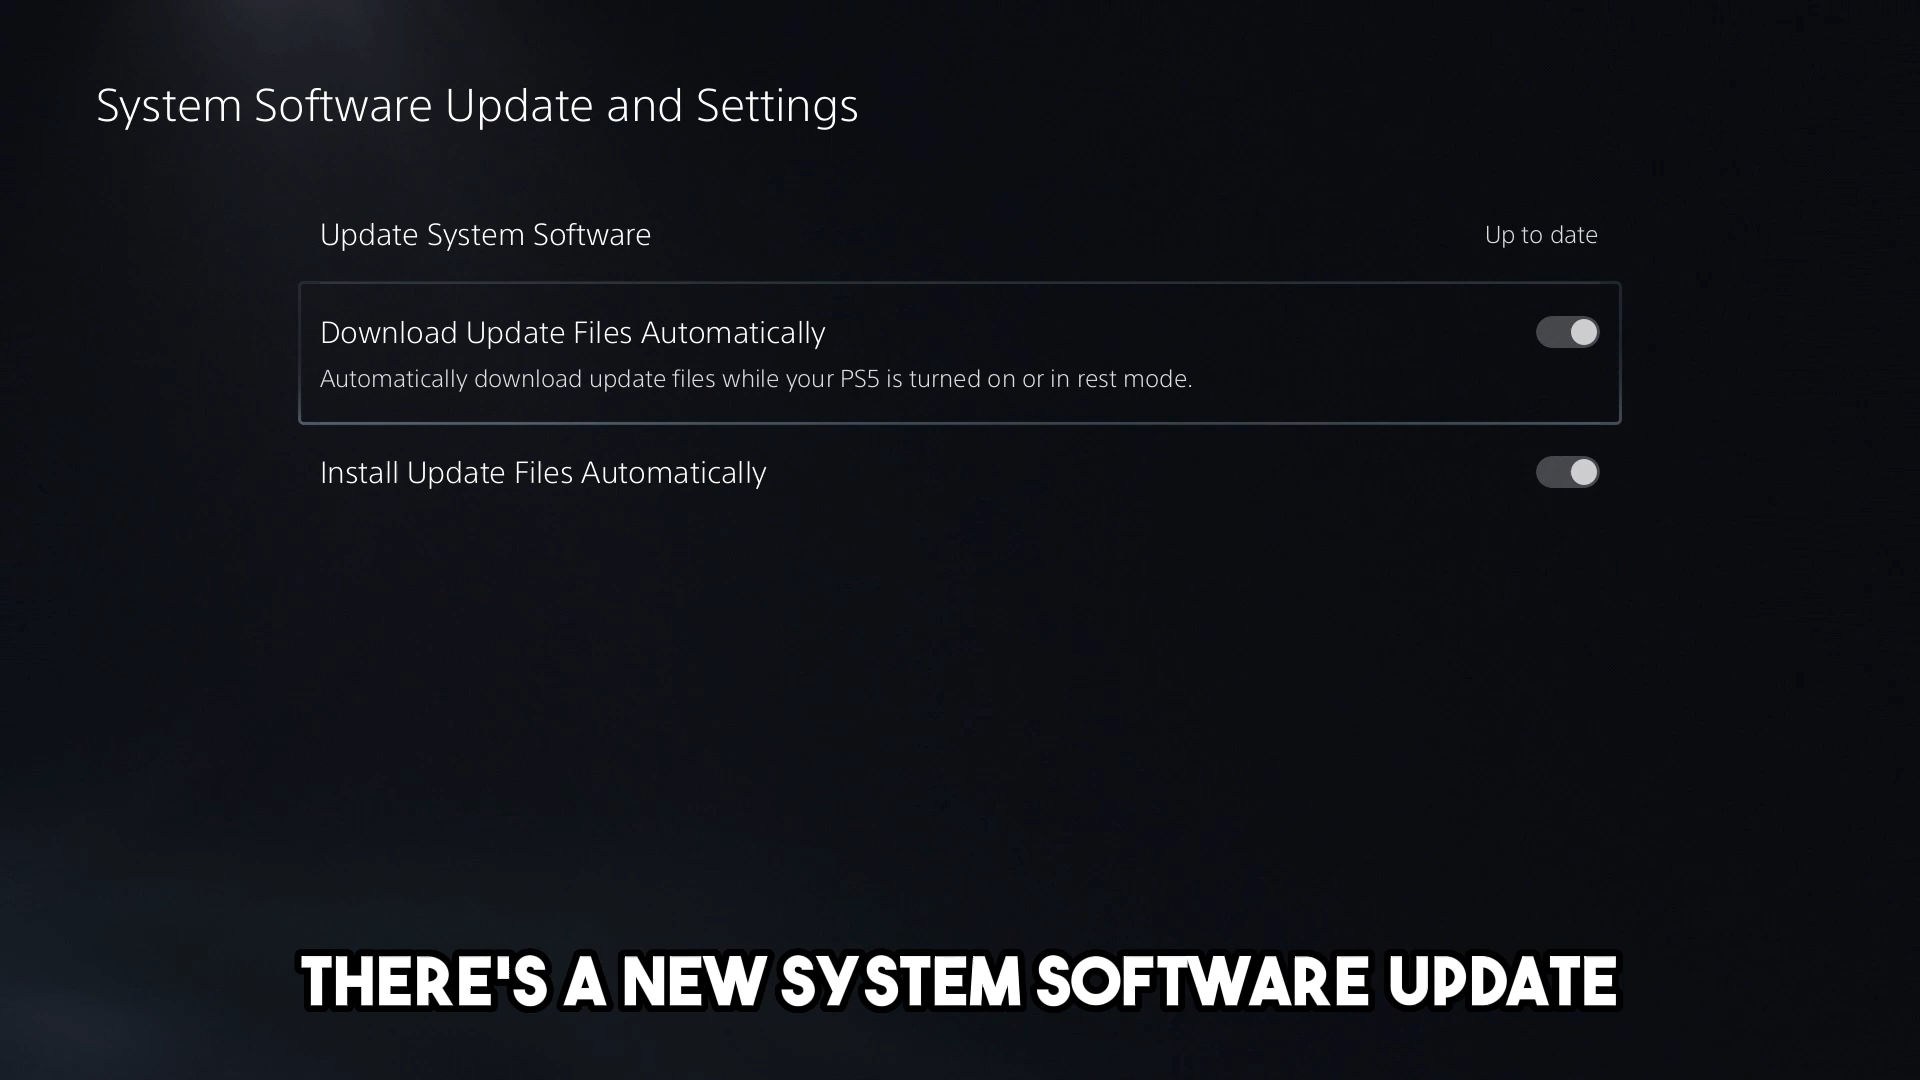 System Software Update and Settings
Update System Software
Up to date
Download Update Files Automatically
Automatically download update files while your PS5 is turned on or in rest mode.
Install Update Files Automatically
THERE'S A NEW SYSTEM SOFTWARE UPDATE